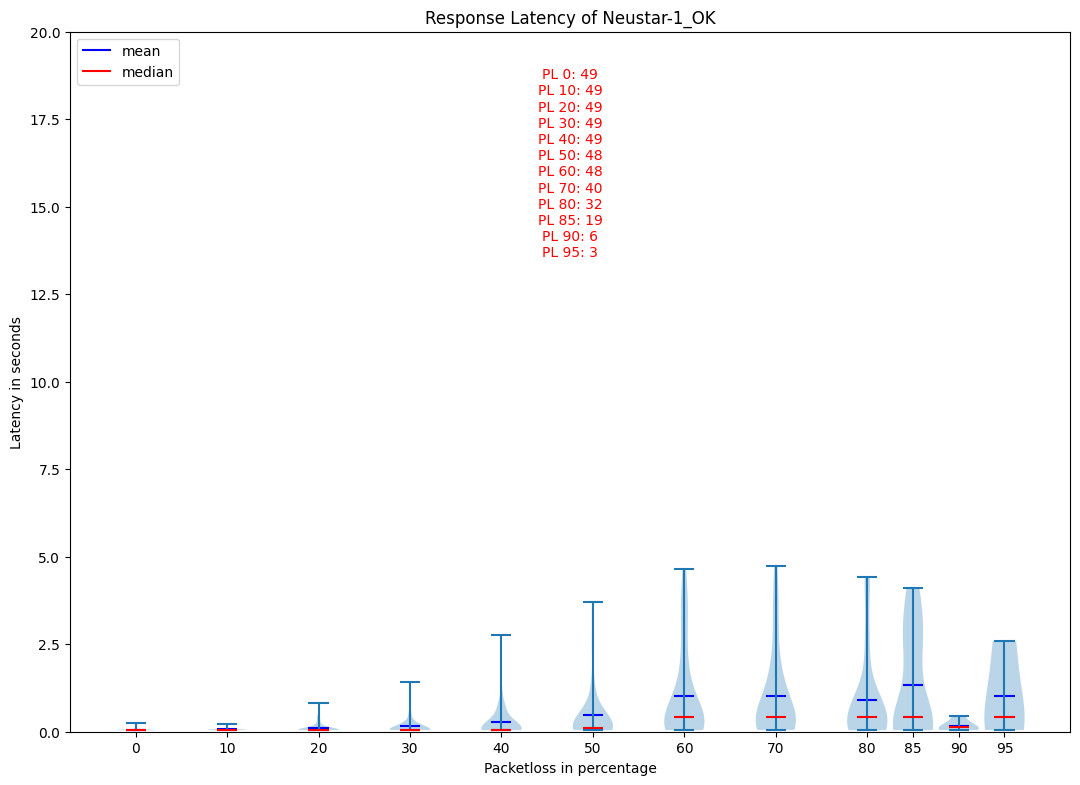 Response Latency of Neustar-1_OK
mean
median
PL 0: 49
PL 10: 49
PL 20: 49
PL 30: 49
PL 40: 49
PL 50: 48
PL 60: 48
PL 70: 40
PL 80: 32
PL 85: 19
PL 90: 6
PL 95: 3
Latency in seconds
20.0
17.5
15.0
12.5
10.0
7.5
5.0
2.5
0.0
0 10 20 30 40 50 60 70 80 85 90 95
Packetloss in percentage